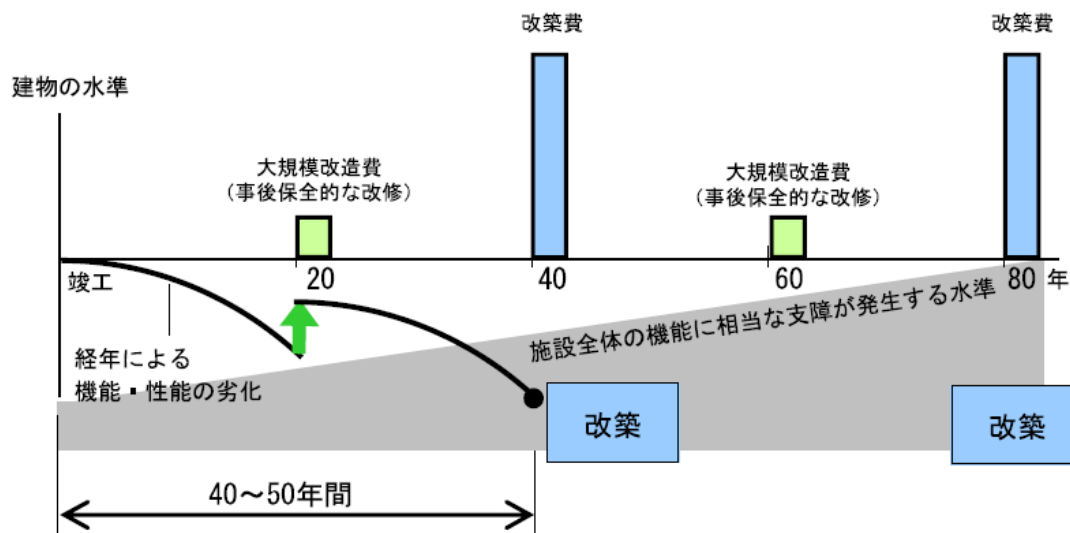 改築費
改築費
建物の水準
大規模改造費
（事後保全的な改修）
大規模改造費
（事後保全的な改修）
竣工
20
40
60
80
年
施設全体の機能に相当な支障が発生する水準
経年による
機能・性能の劣化
改築
改築
40～50年間